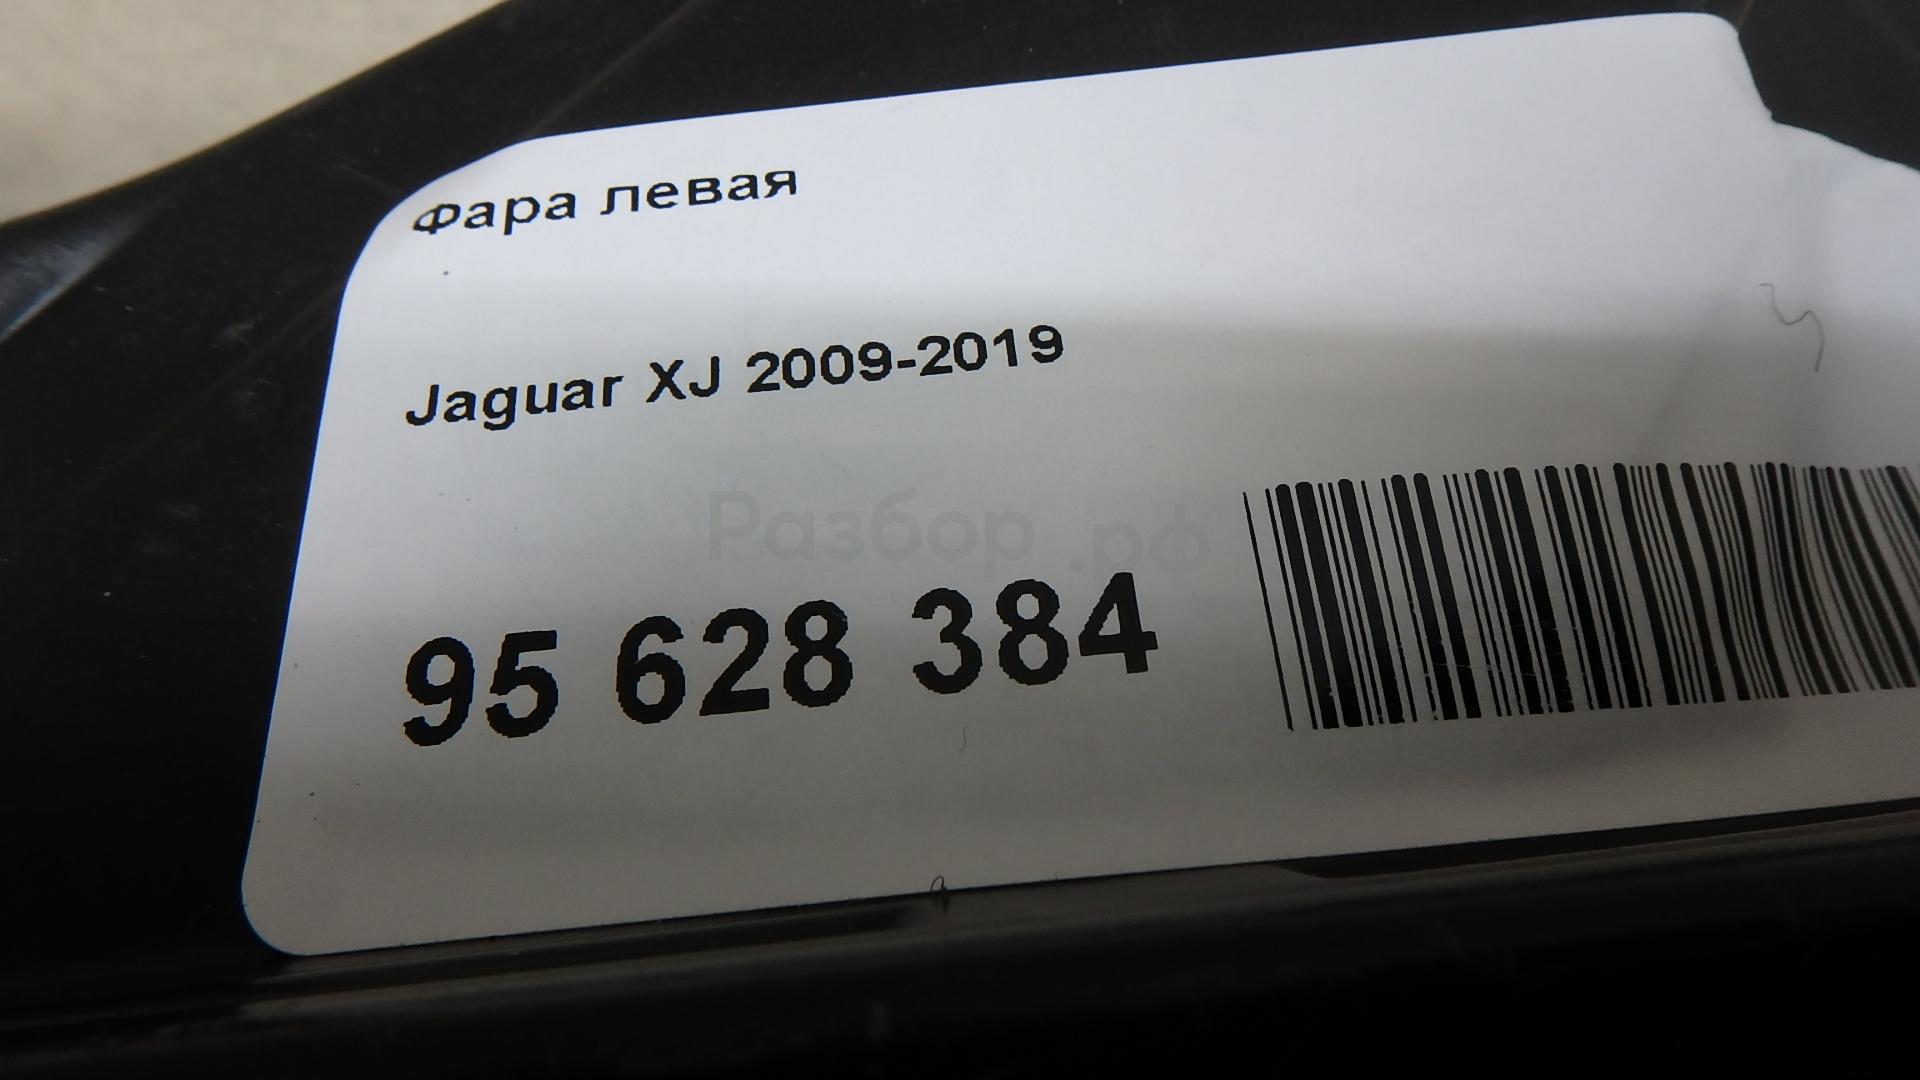 Фара левая
Jaguar XJ 2009-2019
Разбор.рф
95 628 384